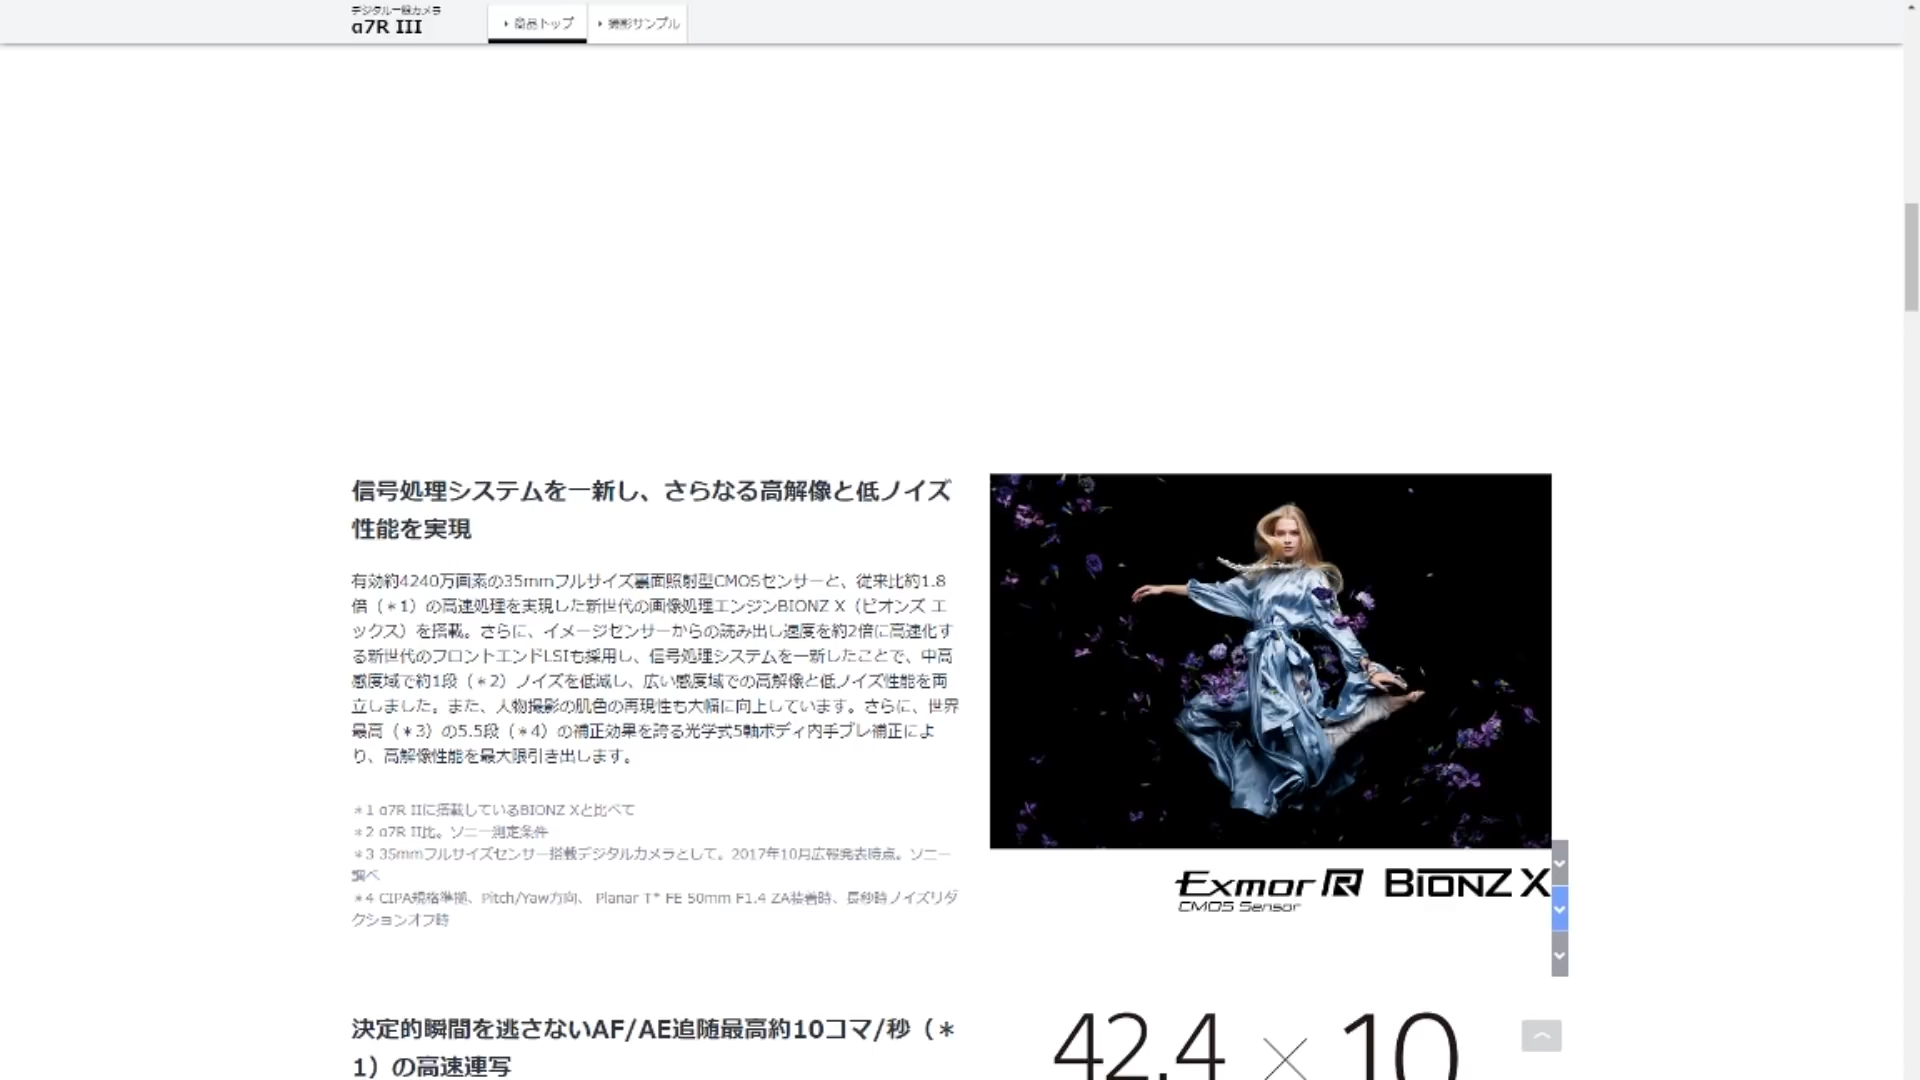 デジタル一眼カメラ
α7R III
商品トップ
撮影サンプル
信号処理システムを一新し、さらなる高解像と低ノイズ
性能を実現
有効約4240万画素の35mmフルサイズ裏面照射型CMOSセンサーと、従来比約1.8
倍（＊1）の高速処理を実現した新世代の画像処理エンジンBIONZ X（ビオンズ エ
ックス）を搭載。さらに、イメージセンサーからの読み出し速度を約2倍に高速化す
る新世代のフロントエンドLSIも採用し、信号処理システムを一新したことで、中高
感度域で約1段（＊2）ノイズを低減し、広い感度域での高解像と低ノイズ性能を両
立しました。また、人物撮影の肌色の再現性も大幅に向上しています。さらに、世界
最高（＊3）の5.5段（＊4）の補正効果を誇る光学式5軸ボディ内手ブレ補正によ
り、高解像性能を最大限引き出します。
＊1 α7R IIに搭載しているBIONZ Xと比べて
＊2 α7R II比。ソニー測定条件
＊3 35mmフルサイズセンサー搭載デジタルカメラとして。2017年10月広報発表時点。ソニー
調べ
＊4 CIPA規格準拠、Pitch/Yaw方向、 Planar T* FE 50mm F1.4 ZA装着時、長秒時ノイズリダ
クションオフ時
Exmor R BIONZ X
CMOS Sensor
決定的瞬間を逃さないAF/AE追随最高約10コマ/秒（＊
1）の高速連写
42.4 × 10